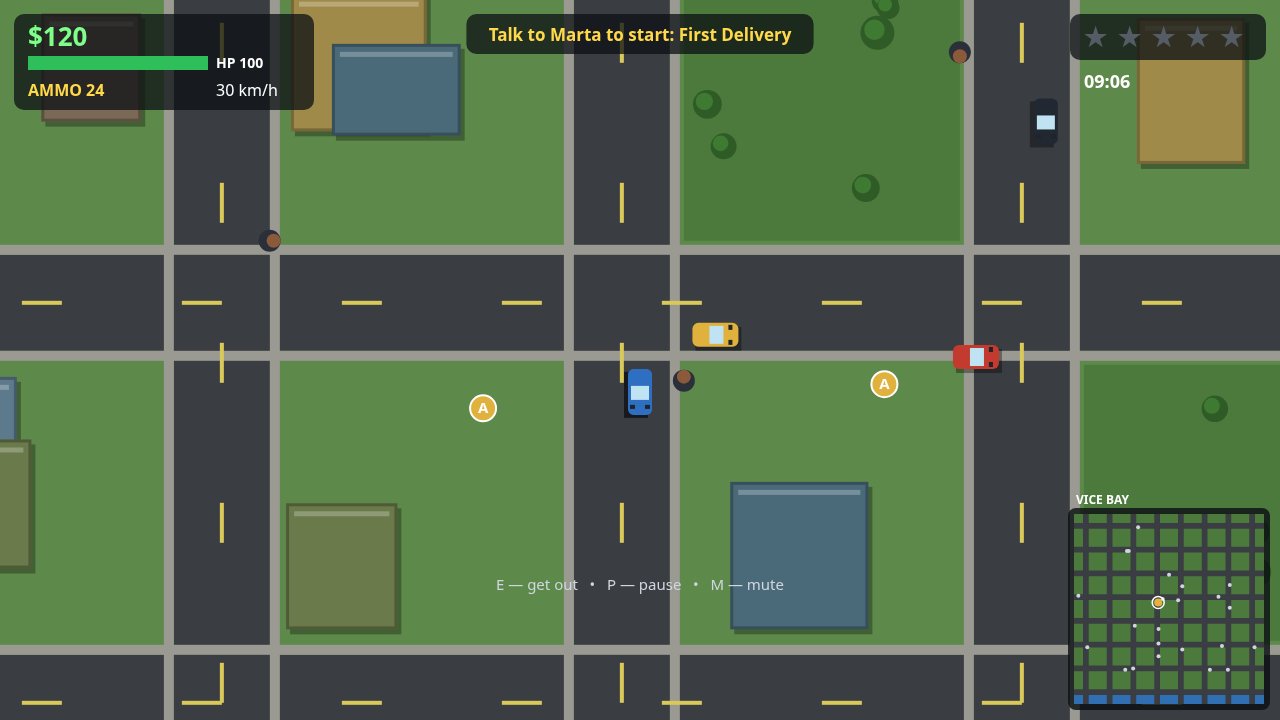 $120
HP 100
AMMO 24
30 km/h
Talk to Marta to start: First Delivery
09:06
A
A
E — get out • P — pause • M — mute
VICE BAY